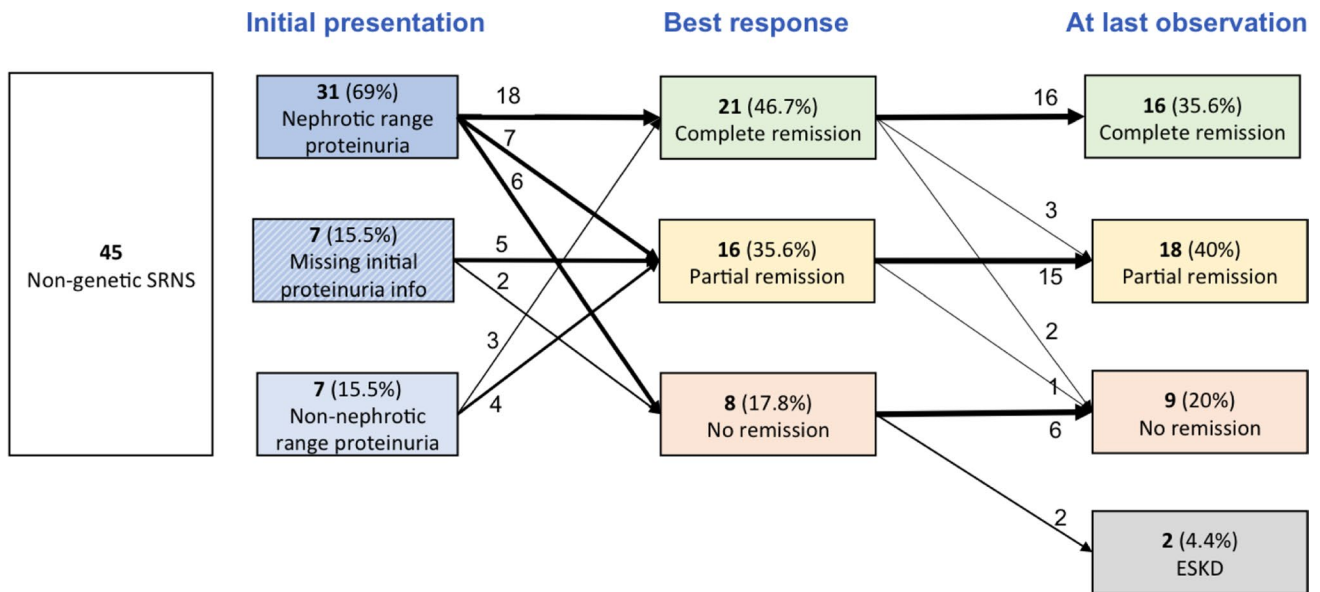 Initial presentation
Best response
At last observation
45
Non-genetic SRNS
31 (69%)
Nephrotic range
proteinuria
7 (15.5%)
Missing initial
proteinuria info
7 (15.5%)
Non-nephrotic
range proteinuria
18
7
6
5
2
3
4
21 (46.7%)
Complete remission
16 (35.6%)
Partial remission
8 (17.8%)
No remission
16
3
15
2
1
6
2
16 (35.6%)
Complete remission
18 (40%)
Partial remission
9 (20%)
No remission
2 (4.4%)
ESKD